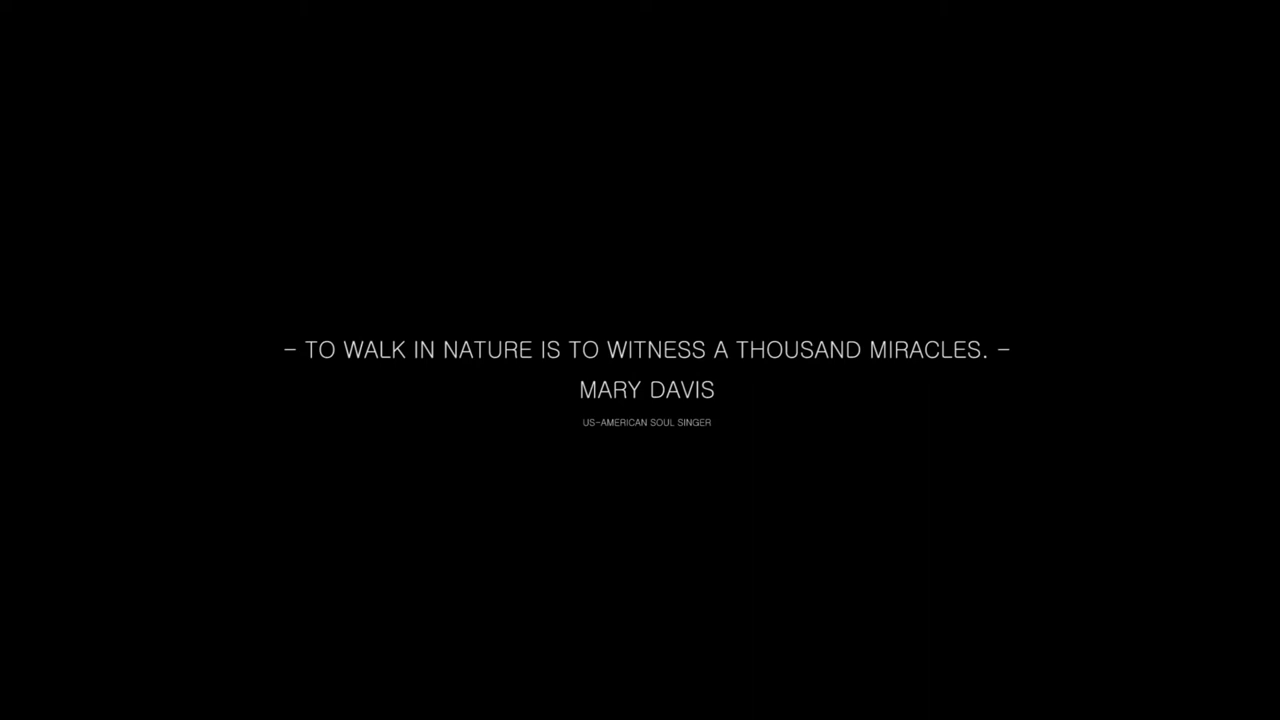 – TO WALK IN NATURE IS TO WITNESS A THOUSAND MIRACLES. –
MARY DAVIS
US-AMERICAN SOUL SINGER